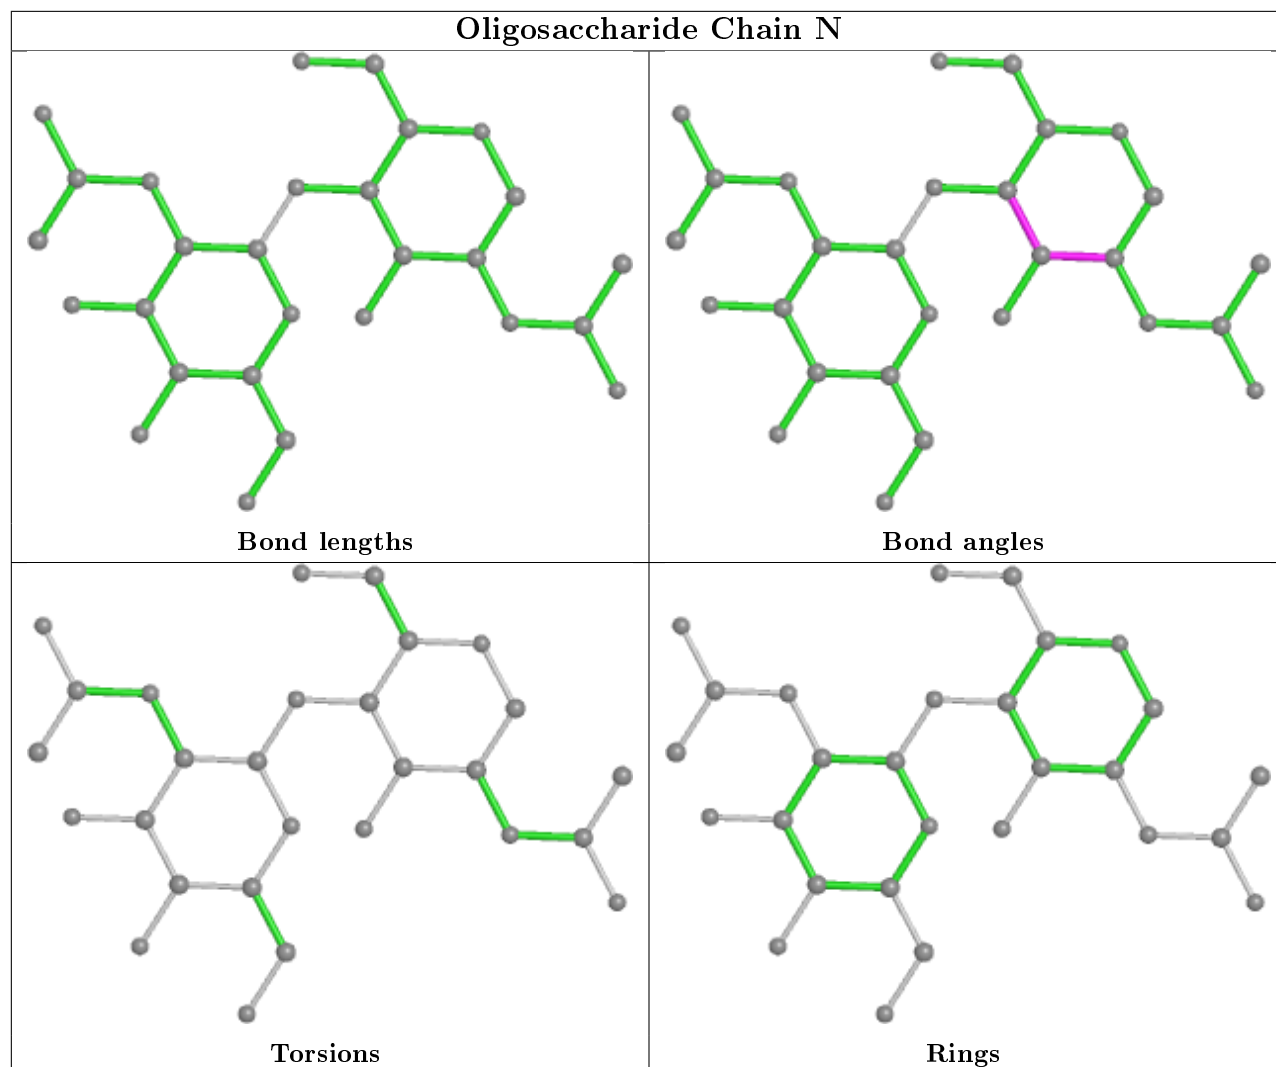 Oligosaccharide Chain N
Bond lengths
Bond angles
Torsions
Rings